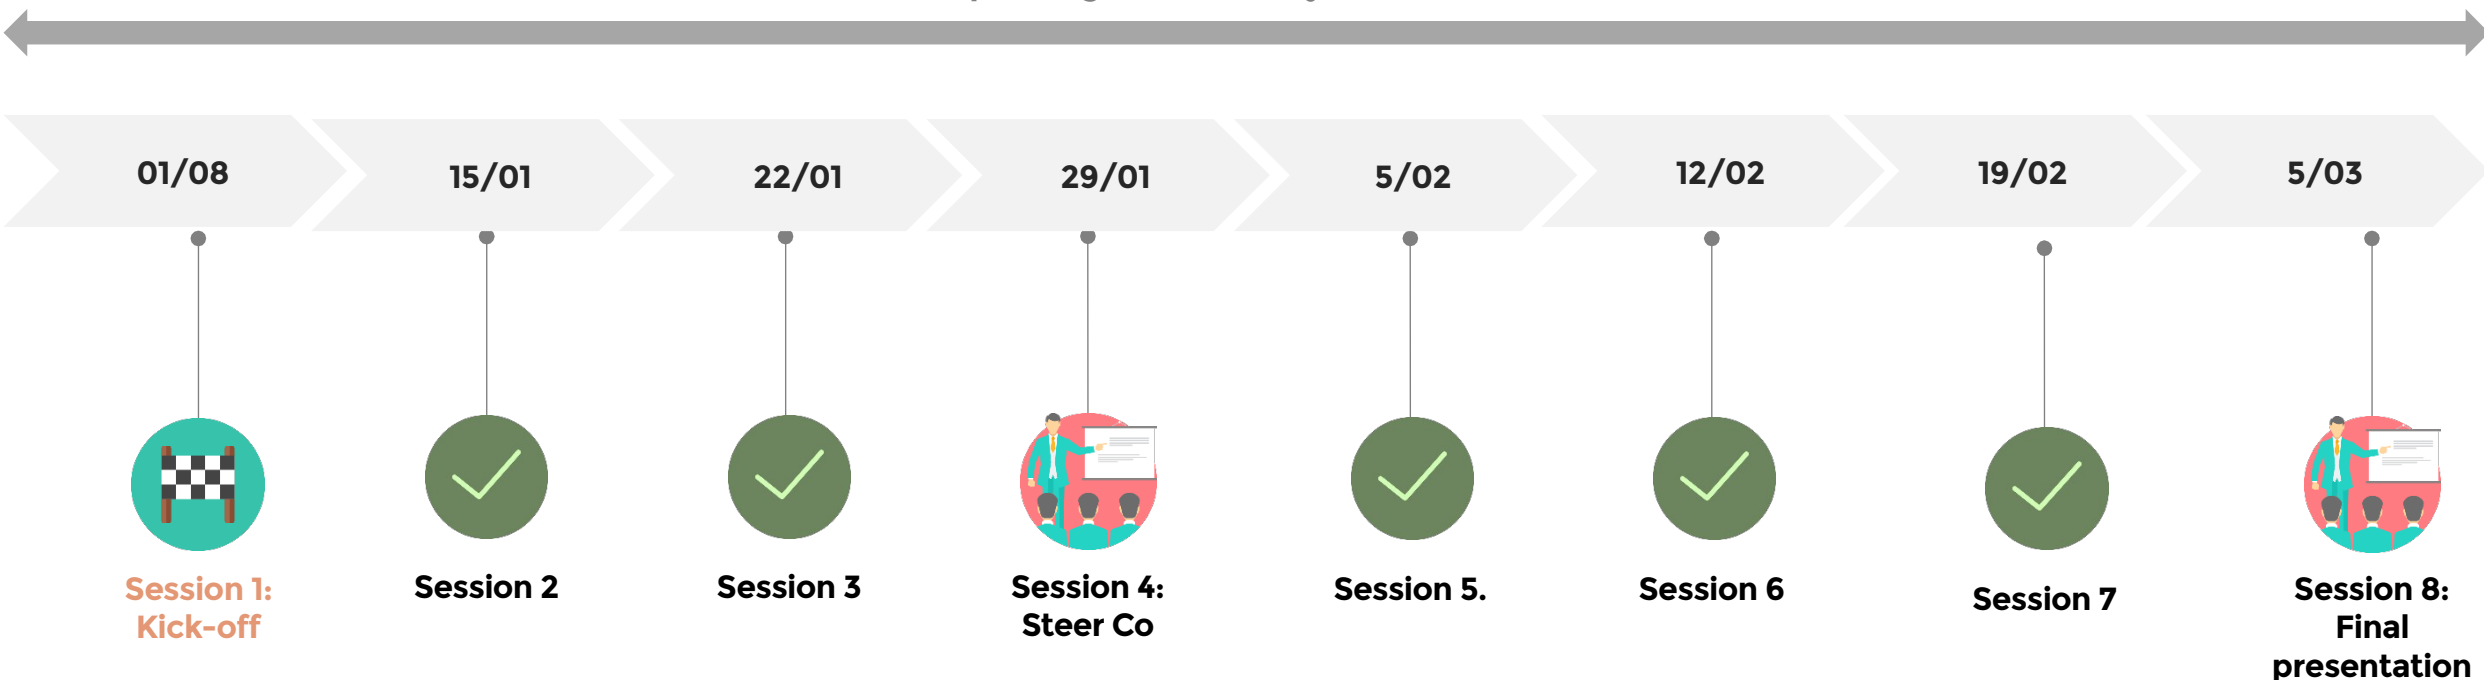 01/08
15/01
22/01
29/01
5/02
12/02
19/02
5/03
Session 1:
Kick-off
Session 2
Session 3
Session 4:
Steer Co
Session 5.
Session 6
Session 7
Session 8:
Final
presentation